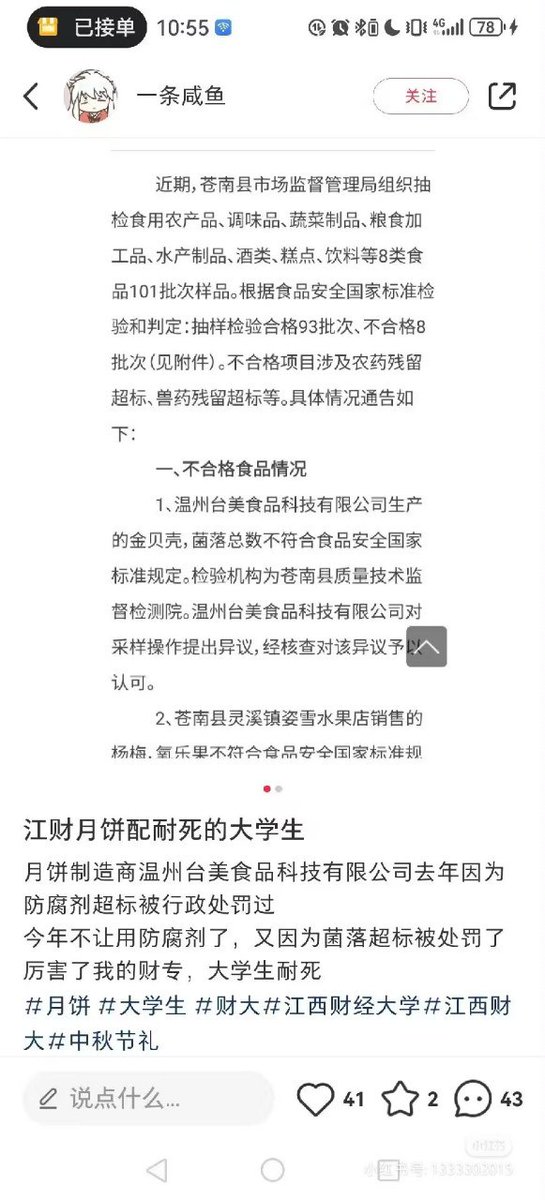 已接单 10:55 4G 78
一条咸鱼
关注
近期,苍南县市场监督管理局组织抽
检食用农产品、调味品、蔬菜制品、粮食加
工品、水产制品、酒类、糕点、饮料等8类食
品101批次样品。根据食品安全国家标准检
验和判定:抽样检验合格93批次、不合格8
批次(见附件)。不合格项目涉及农药残留
超标、兽药残留超标等。具体情况通告如
下:
一、不合格食品情况
1、温州台美食品科技有限公司生产
的金贝壳,菌落总数不符合食品安全国家
标准规定。检验机构为苍南县质量技术监
督检测院。温州台美食品科技有限公司对
采样操作提出异议,经核查对该异议予以
认可。
2、苍南县灵溪镇姿雪水果店销售的
杨梅,氧乐果不符合食品安全国家标准规
江财月饼配耐死的大学生
月饼制造商温州台美食品科技有限公司去年因为
防腐剂超标被行政处罚过
今年不让用防腐剂了，又因为菌落超标被处罚了
厉害了我的财专，大学生耐死
#月饼 #大学生 #财大#江西财经大学#江西财
大#中秋节礼
说点什么... 41 2 43
小红书
小红书号: